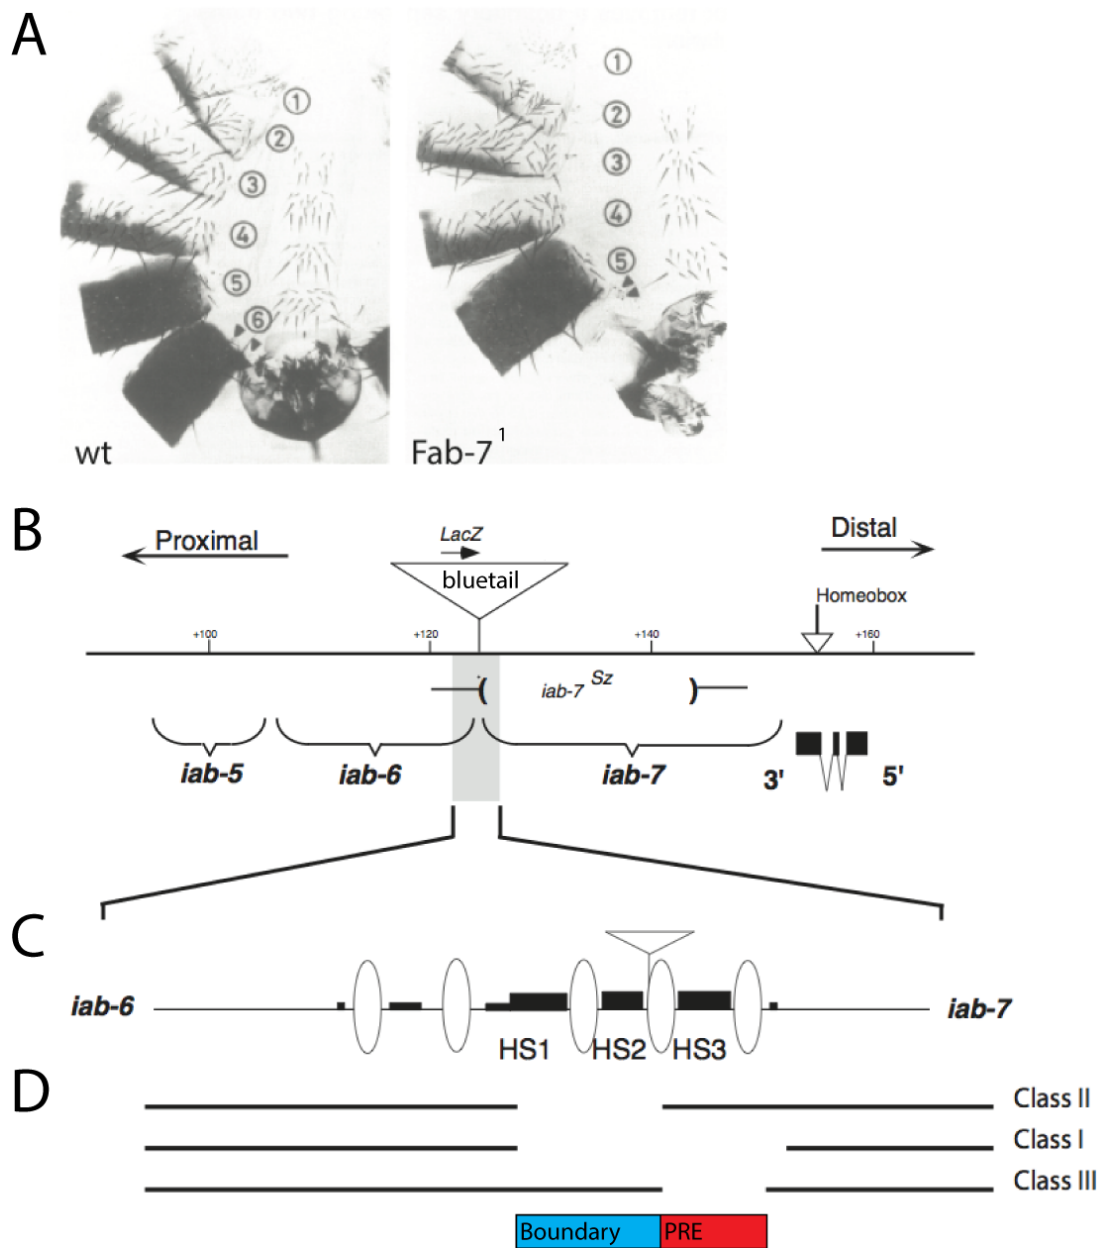 A
①
②
③
④
⑤
⑥
wt
①
②
③
④
⑤
Fab-7 1
B
Proximal
LacZ
bluetail
Distal
Homeobox
+100
+120
+140
+160
iab-7 Sz
iab-5
iab-6
iab-7
3'
5'
C
iab-6
iab-7
HS1
HS2
HS3
D
Class II
Class I
Class III
Boundary
PRE